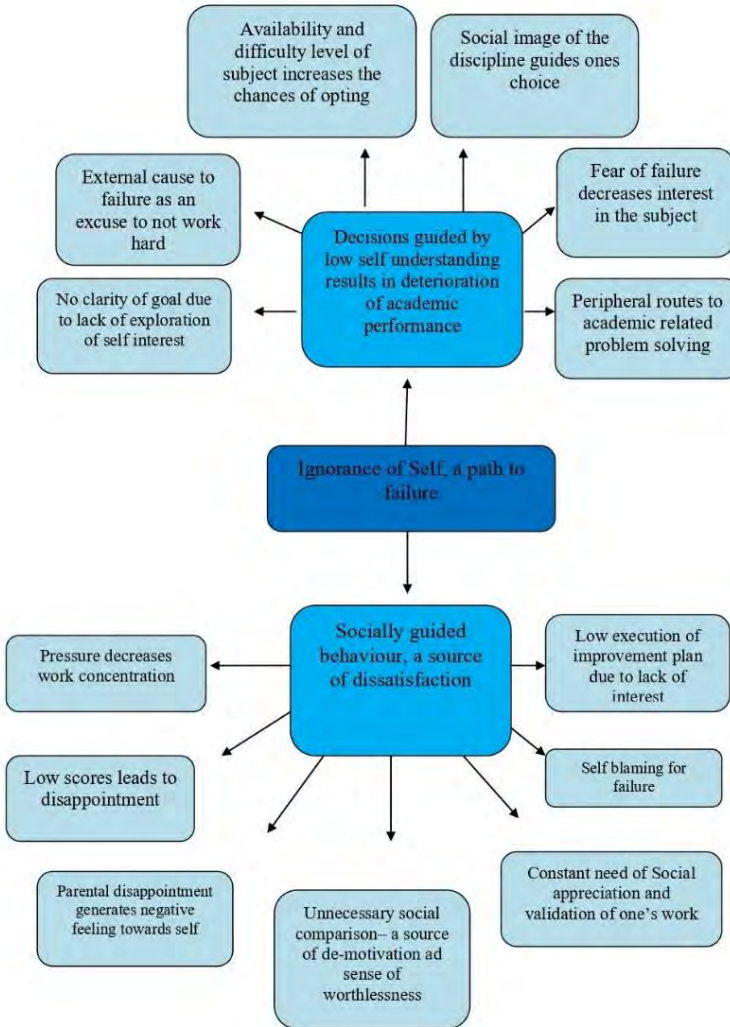 Availability
and difficulty level of
subject increases the
chances of opting
Social image of the
discipline guides ones
choice
External cause to
failure as an
excuse to not work
hard
Fear of failure
decreases interest
in the subject
Decisions guided by
low self understanding
results in deterioration
of academic
performance
No clarity of goal due
to lack of exploration
of self interest
Peripheral routes to
academic related
problem solving
Ignorance of Self, a path to
failure
Socially guided
behaviour, a source
of dissatisfaction
Pressure decreases
work concentration
Low execution of
improvement plan
due to lack of
interest
Low scores leads to
disappointment
Self blaming for
failure
Parental disappointment
generates negative
feeling towards self
Unnecessary social
comparison– a source
of de-motivation ad
sense of
worthlessness
Constant need of Social
appreciation and
validation of one’s work